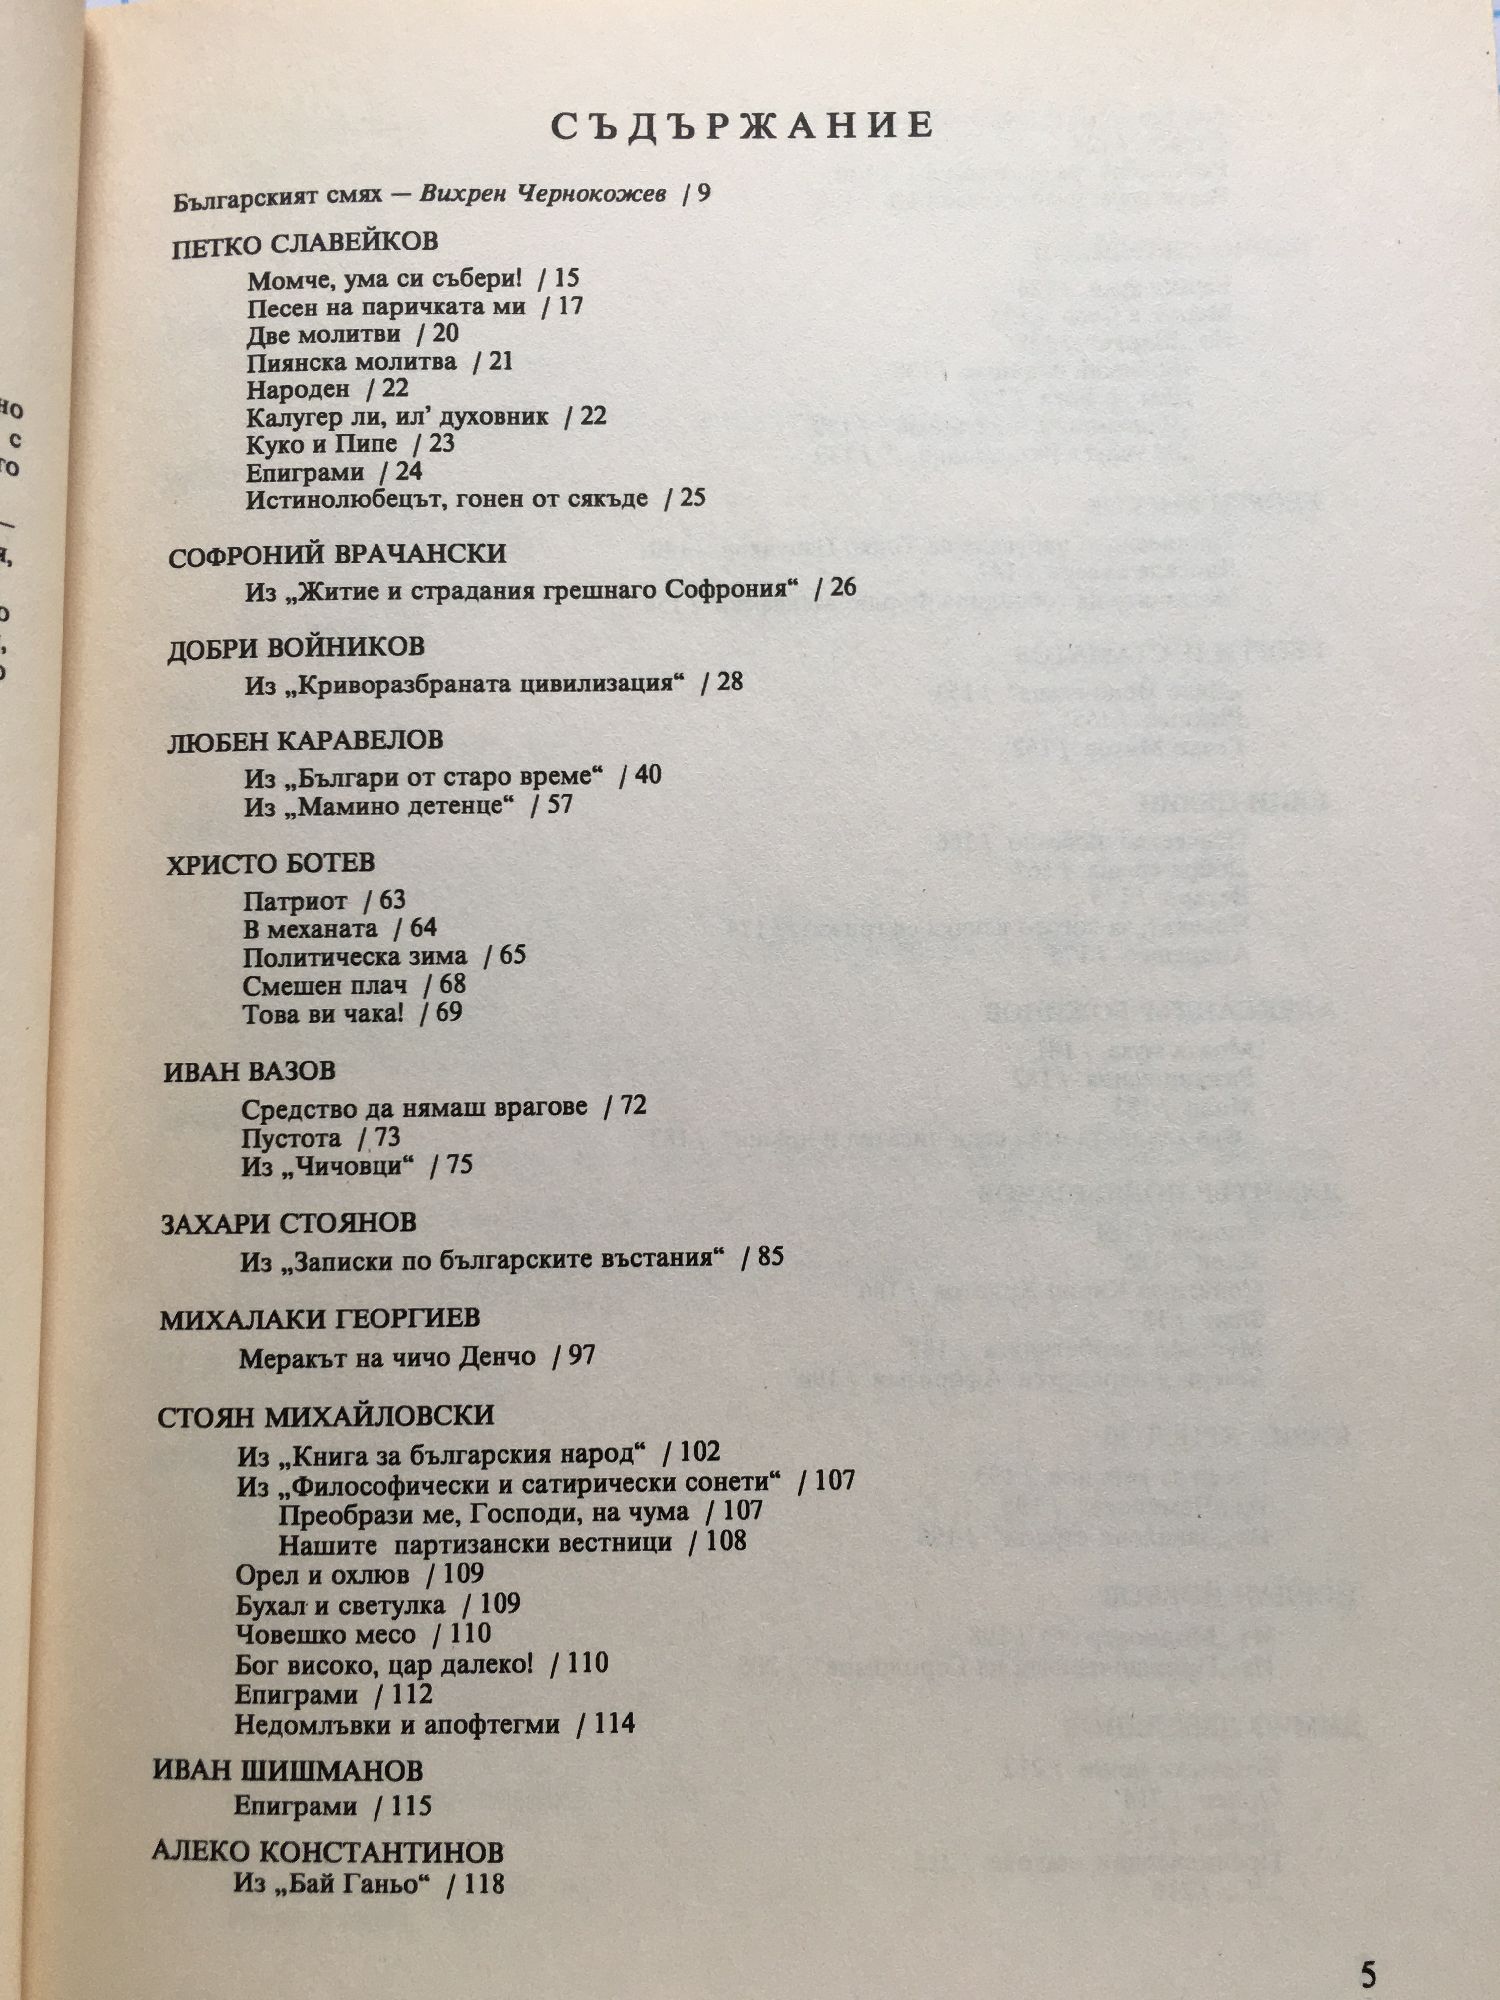 СЪДЪРЖАНИЕ
Българският смях — Вихрен Чернокожев / 9
ПЕТКО СЛАВЕЙКОВ
Момче, ума си събери! / 15
Песен на паричката ми / 17
Две молитви / 20
Пиянска молитва / 21
Народен / 22
Калугер ли, ил’ духовник / 22
Куко и Пипе / 23
Епиграми / 24
Истинолюбецът, гонен от сякъде / 25
СОФРОНИЙ ВРАЧАНСКИ
Из „Житие и страдания грешнаго Софрония“ / 26
ДОБРИ ВОЙНИКОВ
Из „Криворазбраната цивилизация“ / 28
ЛЮБЕН КАРАВЕЛОВ
Из „Българи от старо време“ / 40
Из „Мамино детенце“ / 57
ХРИСТО БОТЕВ
Патриот / 63
В механата / 64
Политическа зима / 65
Смешен плач / 68
Това ви чака! / 69
ИВАН ВАЗОВ
Средство да нямаш врагове / 72
Пустота / 73
Из „Чичовци“ / 75
ЗАХАРИ СТОЯНОВ
Из „Записки по българските въстания“ / 85
МИХАЛАКИ ГЕОРГИЕВ
Меракът на чичо Денчо / 97
СТОЯН МИХАЙЛОВСКИ
Из „Книга за българския народ“ / 102
Из „Философически и сатирически сонети“ / 107
Преобрази ме, Господи, на чума / 107
Нашите партизански вестници / 108
Орел и охлюв / 109
Бухал и светулка / 109
Човешко месо / 110
Бог високо, цар далеко! / 110
Епиграми / 112
Недомлъвки и апофтегми / 114
ИВАН ШИШМАНОВ
Епиграми / 115
АЛЕКО КОНСТАНТИНОВ
Из „Бай Ганьо“ / 118
5